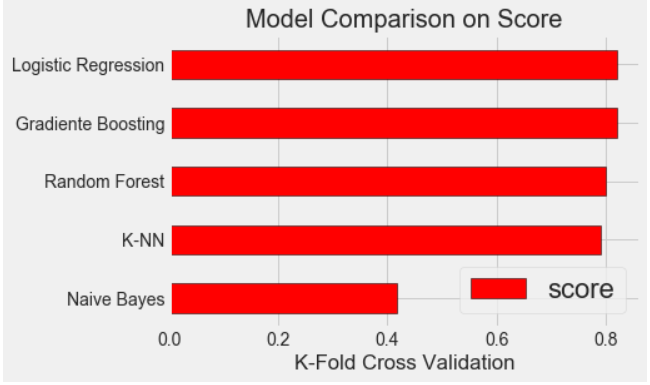 Model Comparison on Score
Logistic Regression
Gradiente Boosting
Random Forest
K-NN
Naive Bayes
score
0.0 0.2 0.4 0.6 0.8
K-Fold Cross Validation